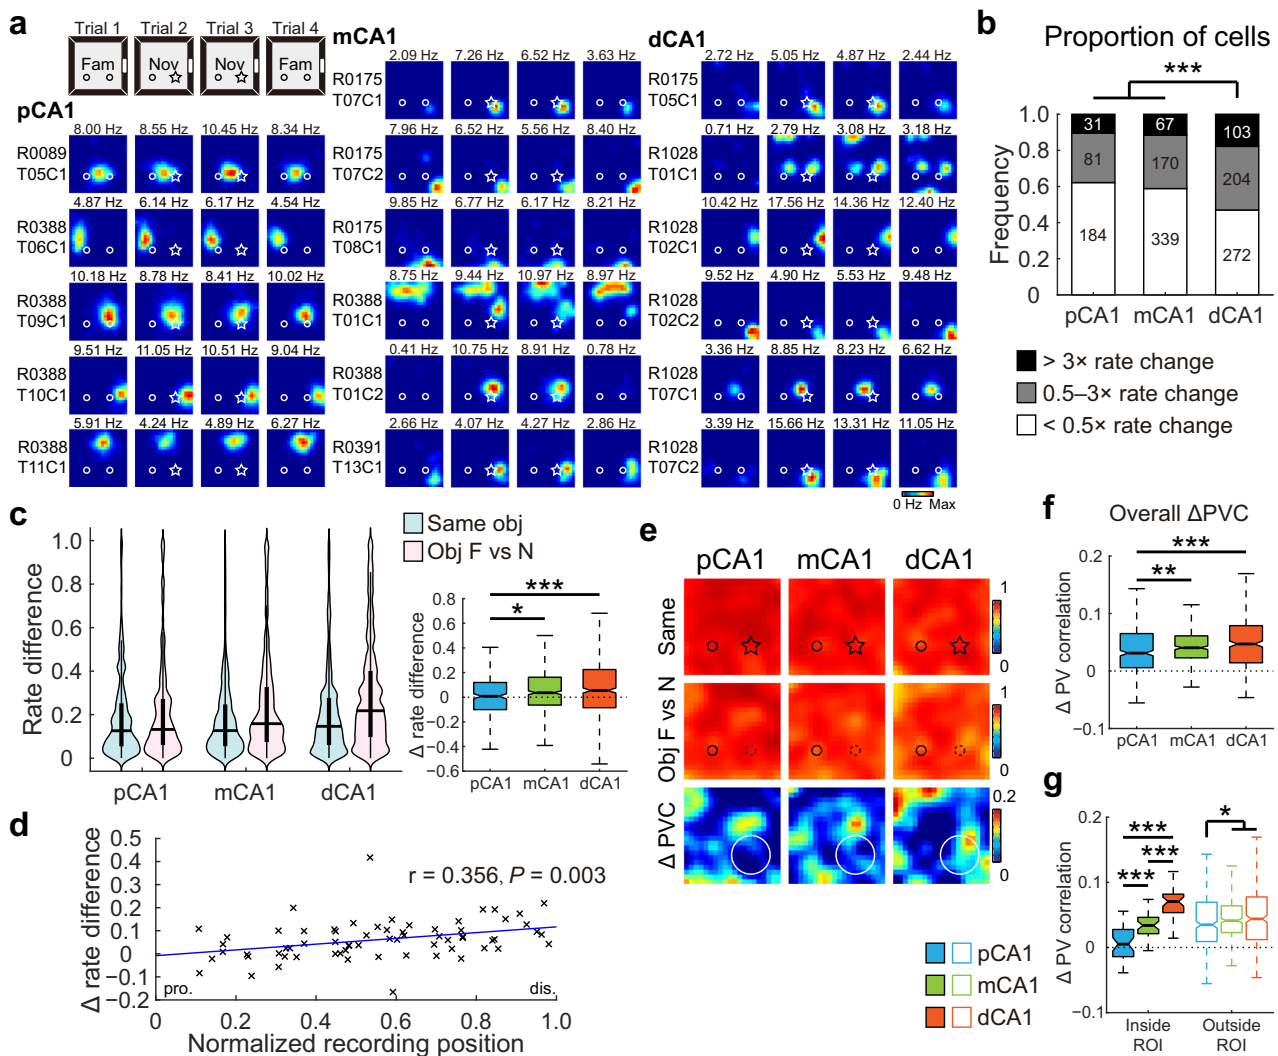 a
Trial 1 Trial 2 Trial 3 Trial 4
Fam Nov Nov Fam
pCA1
8.00 Hz 8.55 Hz 10.45 Hz 8.34 Hz
R0089
T05C1
4.87 Hz 6.14 Hz 6.17 Hz 4.54 Hz
R0388
T06C1
10.18 Hz 8.78 Hz 8.41 Hz 10.02 Hz
R0388
T09C1
9.51 Hz 11.05 Hz 10.51 Hz 9.04 Hz
R0388
T10C1
5.91 Hz 4.24 Hz 4.89 Hz 6.27 Hz
R0388
T11C1
mCA1
2.09 Hz 7.26 Hz 6.52 Hz 3.63 Hz
R0175
T07C1
7.96 Hz 6.52 Hz 5.56 Hz 8.40 Hz
R0175
T07C2
9.85 Hz 6.77 Hz 6.17 Hz 8.21 Hz
R0175
T08C1
8.75 Hz 9.44 Hz 10.97 Hz 8.97 Hz
R0388
T01C1
0.41 Hz 10.75 Hz 8.91 Hz 0.78 Hz
R0388
T01C2
2.66 Hz 4.07 Hz 4.27 Hz 2.86 Hz
R0391
T13C1
dCA1
2.72 Hz 5.05 Hz 4.87 Hz 2.44 Hz
R0175
T05C1
0.71 Hz 2.79 Hz 3.08 Hz 3.18 Hz
R1028
T01C1
10.42 Hz 17.56 Hz 14.36 Hz 12.40 Hz
R1028
T02C1
9.52 Hz 4.90 Hz 5.53 Hz 9.48 Hz
R1028
T02C2
3.36 Hz 8.85 Hz 8.23 Hz 6.62 Hz
R1028
T07C1
3.39 Hz 15.66 Hz 13.31 Hz 11.05 Hz
R1028
T07C2
0 Hz Max
b
Proportion of cells
***
Frequency
1.0
0.8
0.6
0.4
0.2
0
31 67 103
81 170 204
184 339 272
pCA1 mCA1 dCA1
> 3× rate change
0.5–3× rate change
< 0.5× rate change
c
Same obj
Obj F vs N
Rate difference
1.0
0.8
0.6
0.4
0.2
0
pCA1 mCA1 dCA1
Δ rate difference
***
*
0.8
0.6
0.4
0.2
0
−0.2
−0.4
−0.6
pCA1 mCA1 dCA1
d
Δ rate difference
0.5
0.4
0.3
0.2
0.1
0
−0.1
−0.2
r = 0.356, P = 0.003
pro. dis.
0 0.2 0.4 0.6 0.8 1.0
Normalized recording position
e
pCA1 mCA1 dCA1
Same
1
0
Obj F vs N
1
0
Δ PVC
0.2
0
f
Overall ΔPVC
***
**
Δ PV correlation
0.2
0.1
0
−0.1
pCA1 mCA1 dCA1
g
Δ PV correlation
***
***
***
*
0.2
0.1
0
−0.1
Inside
ROI
Outside
ROI
pCA1
mCA1
dCA1